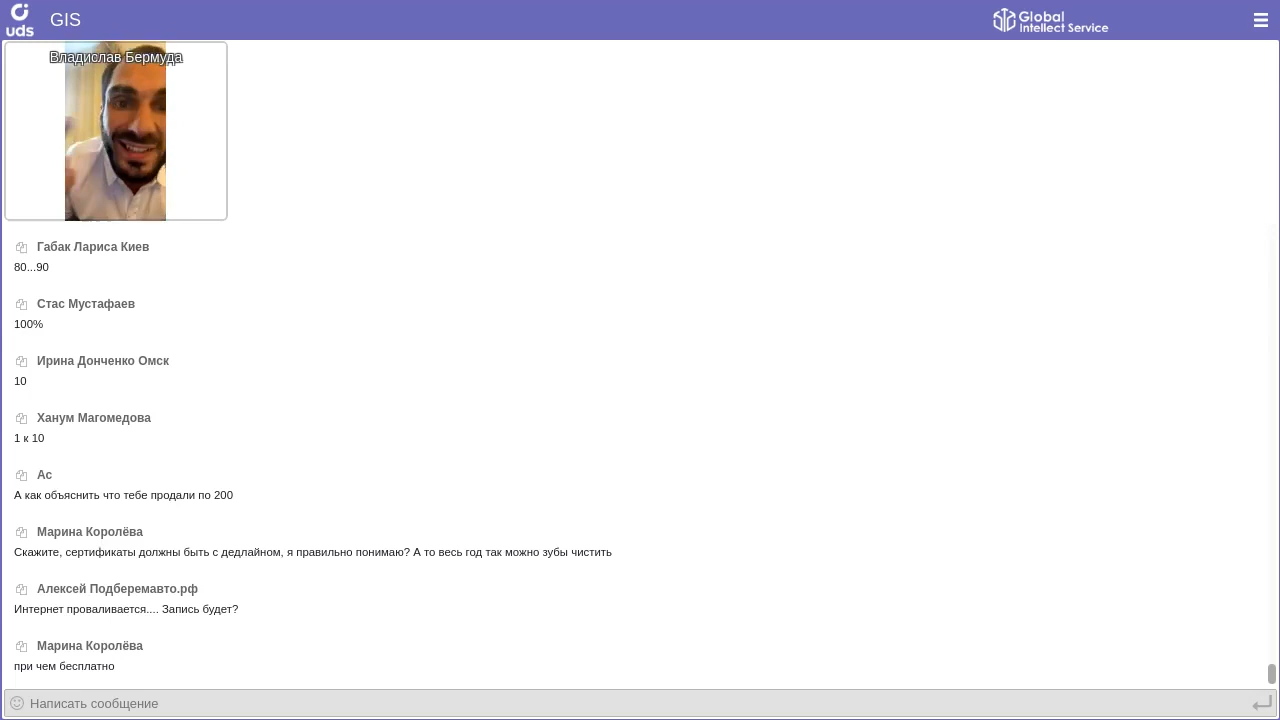 uds
GIS
Global
Intellect Service
Владислав Бермуда
Габак Лариса Киев
80...90
Стас Мустафаев
100%
Ирина Донченко Омск
10
Ханум Магомедова
1 к 10
Ас
А как объяснить что тебе продали по 200
Марина Королёва
Скажите, сертификаты должны быть с дедлайном, я правильно понимаю? А то весь год так можно зубы чистить
Алексей Подберемавто.рф
Интернет проваливается.... Запись будет?
Марина Королёва
при чем бесплатно
Написать сообщение